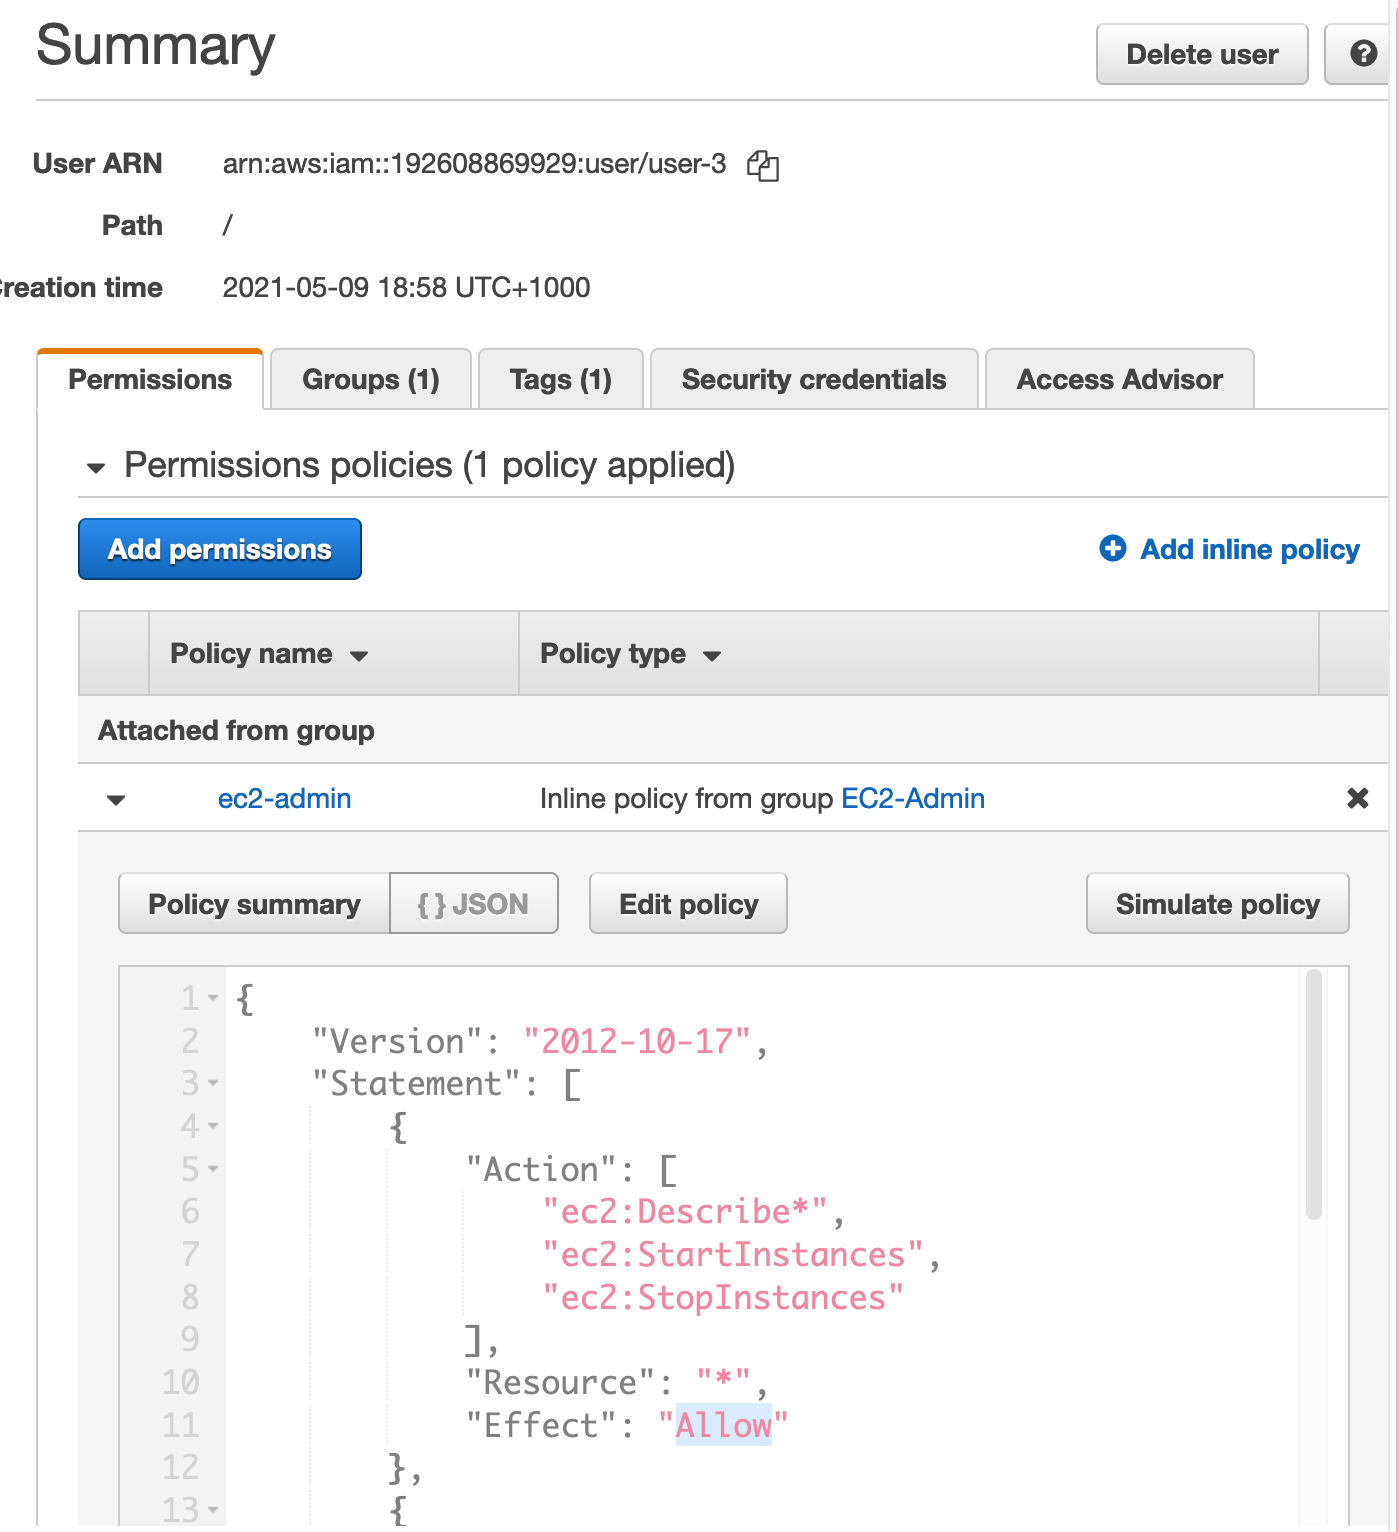 Summary
Delete user
User ARN arn:aws:iam::192608869929:user/user-3
Path /
reation time 2021-05-09 18:58 UTC+1000
Permissions Groups (1) Tags (1) Security credentials Access Advisor
Permissions policies (1 policy applied)
Add permissions Add inline policy
Policy name Policy type
Attached from group
ec2-admin Inline policy from group EC2-Admin
Policy summary {} JSON Edit policy Simulate policy
1 {
2 "Version": "2012-10-17",
3 "Statement": [
4 {
5 "Action": [
6 "ec2:Describe*",
7 "ec2:StartInstances",
8 "ec2:StopInstances"
9 ],
10 "Resource": "*",
11 "Effect": "Allow"
12 },
13 {